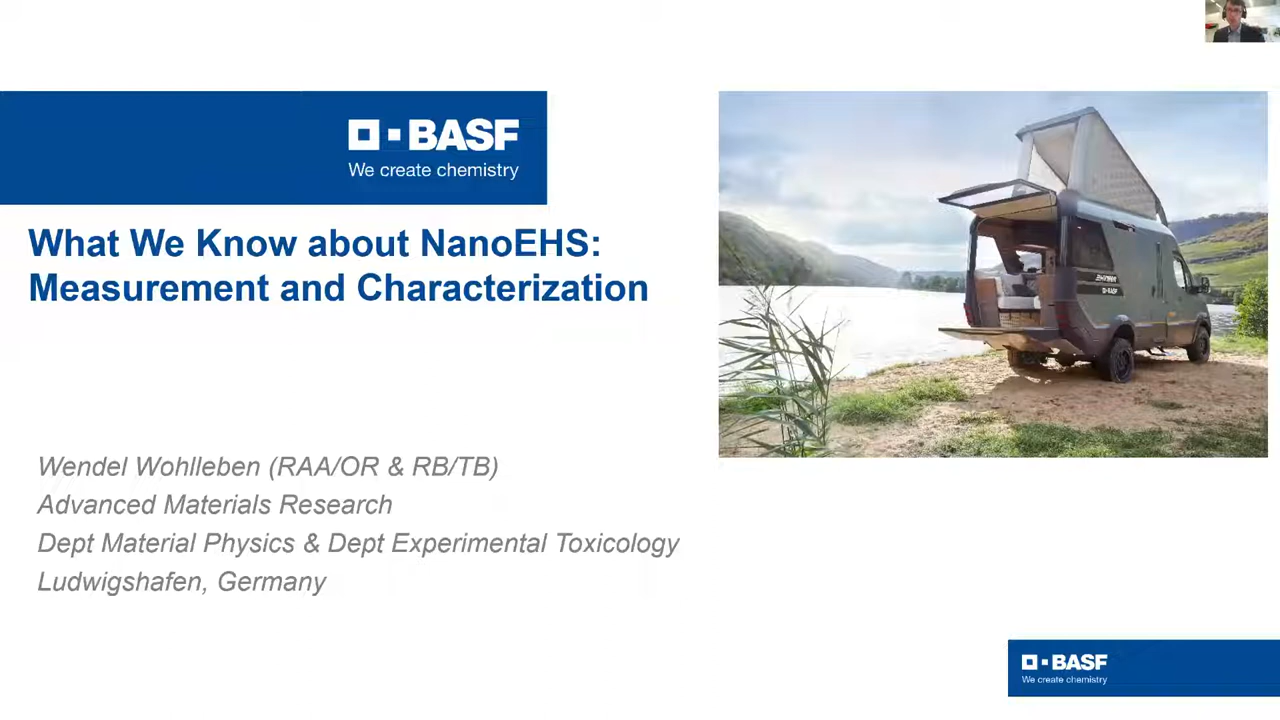 BASF
We create chemistry
What We Know about NanoEHS:
Measurement and Characterization
Wendel Wohlleben (RAA/OR & RB/TB)
Advanced Materials Research
Dept Material Physics & Dept Experimental Toxicology
Ludwigshafen, Germany
BASF
BASF
We create chemistry